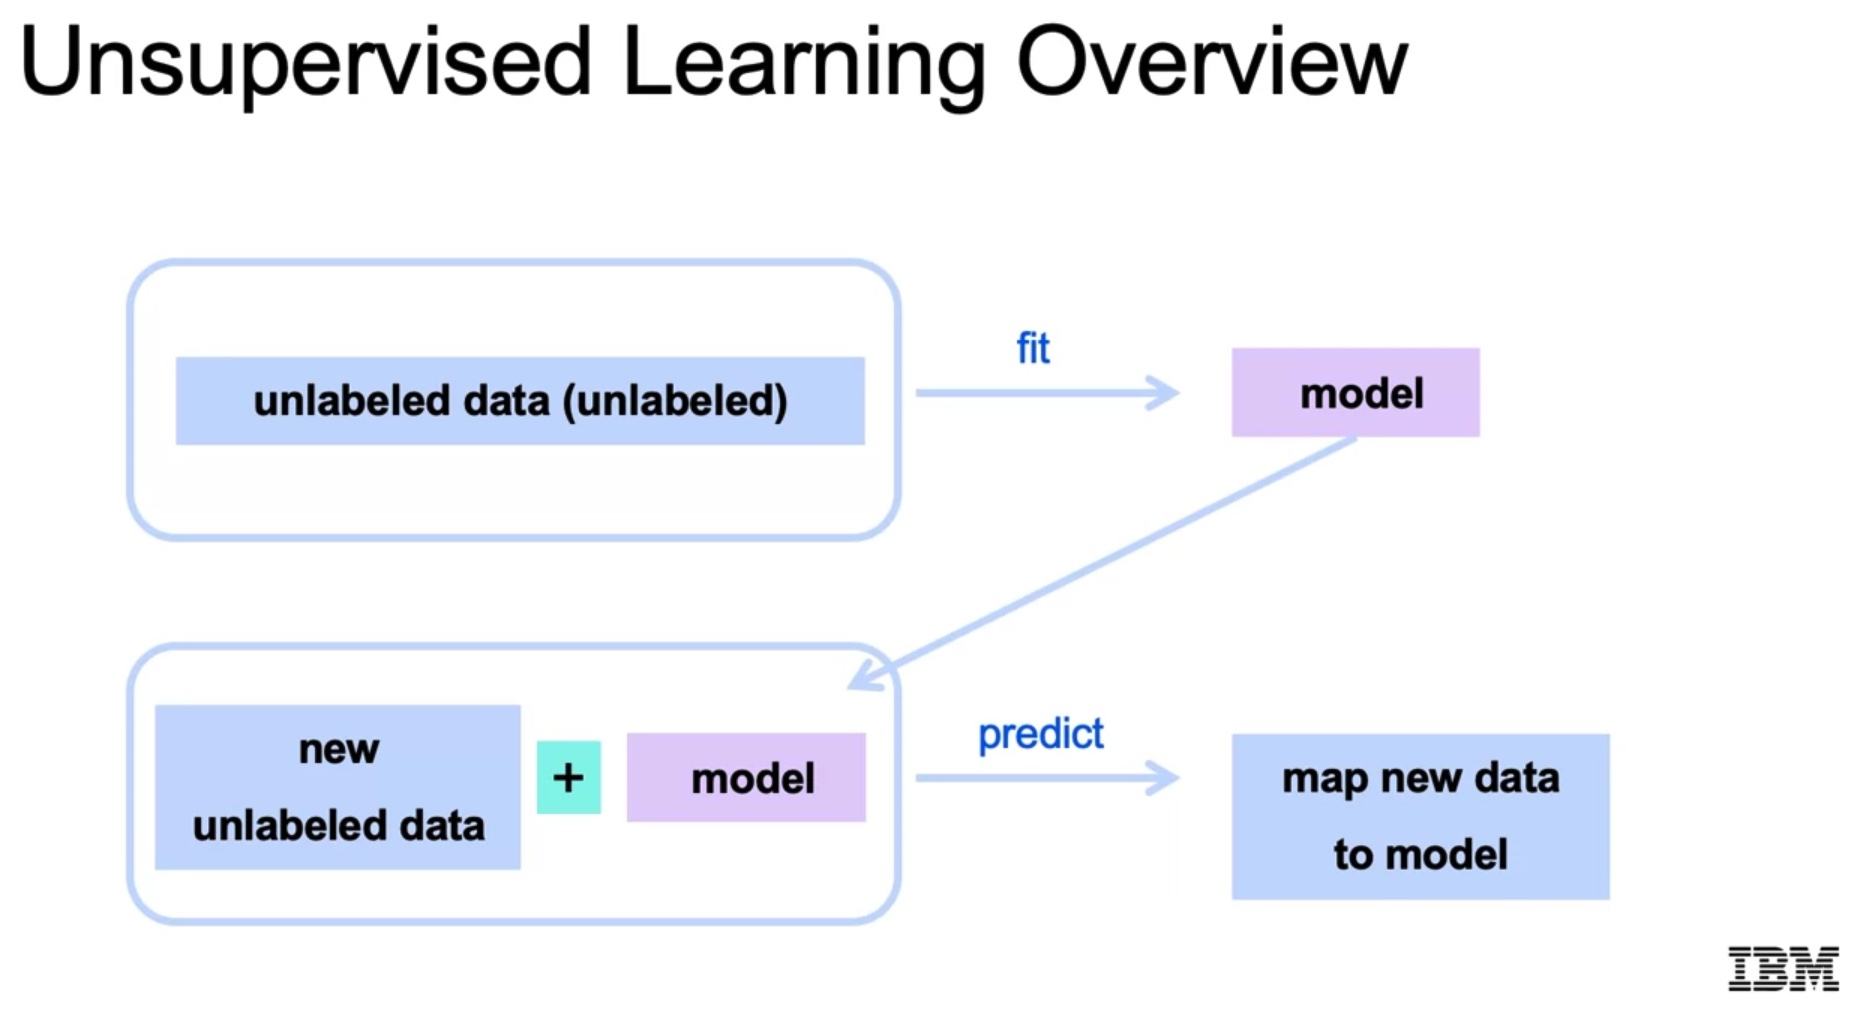 Unsupervised Learning Overview
unlabeled data (unlabeled)
fit
model
new
unlabeled data
+
model
predict
map new data
to model
IBM